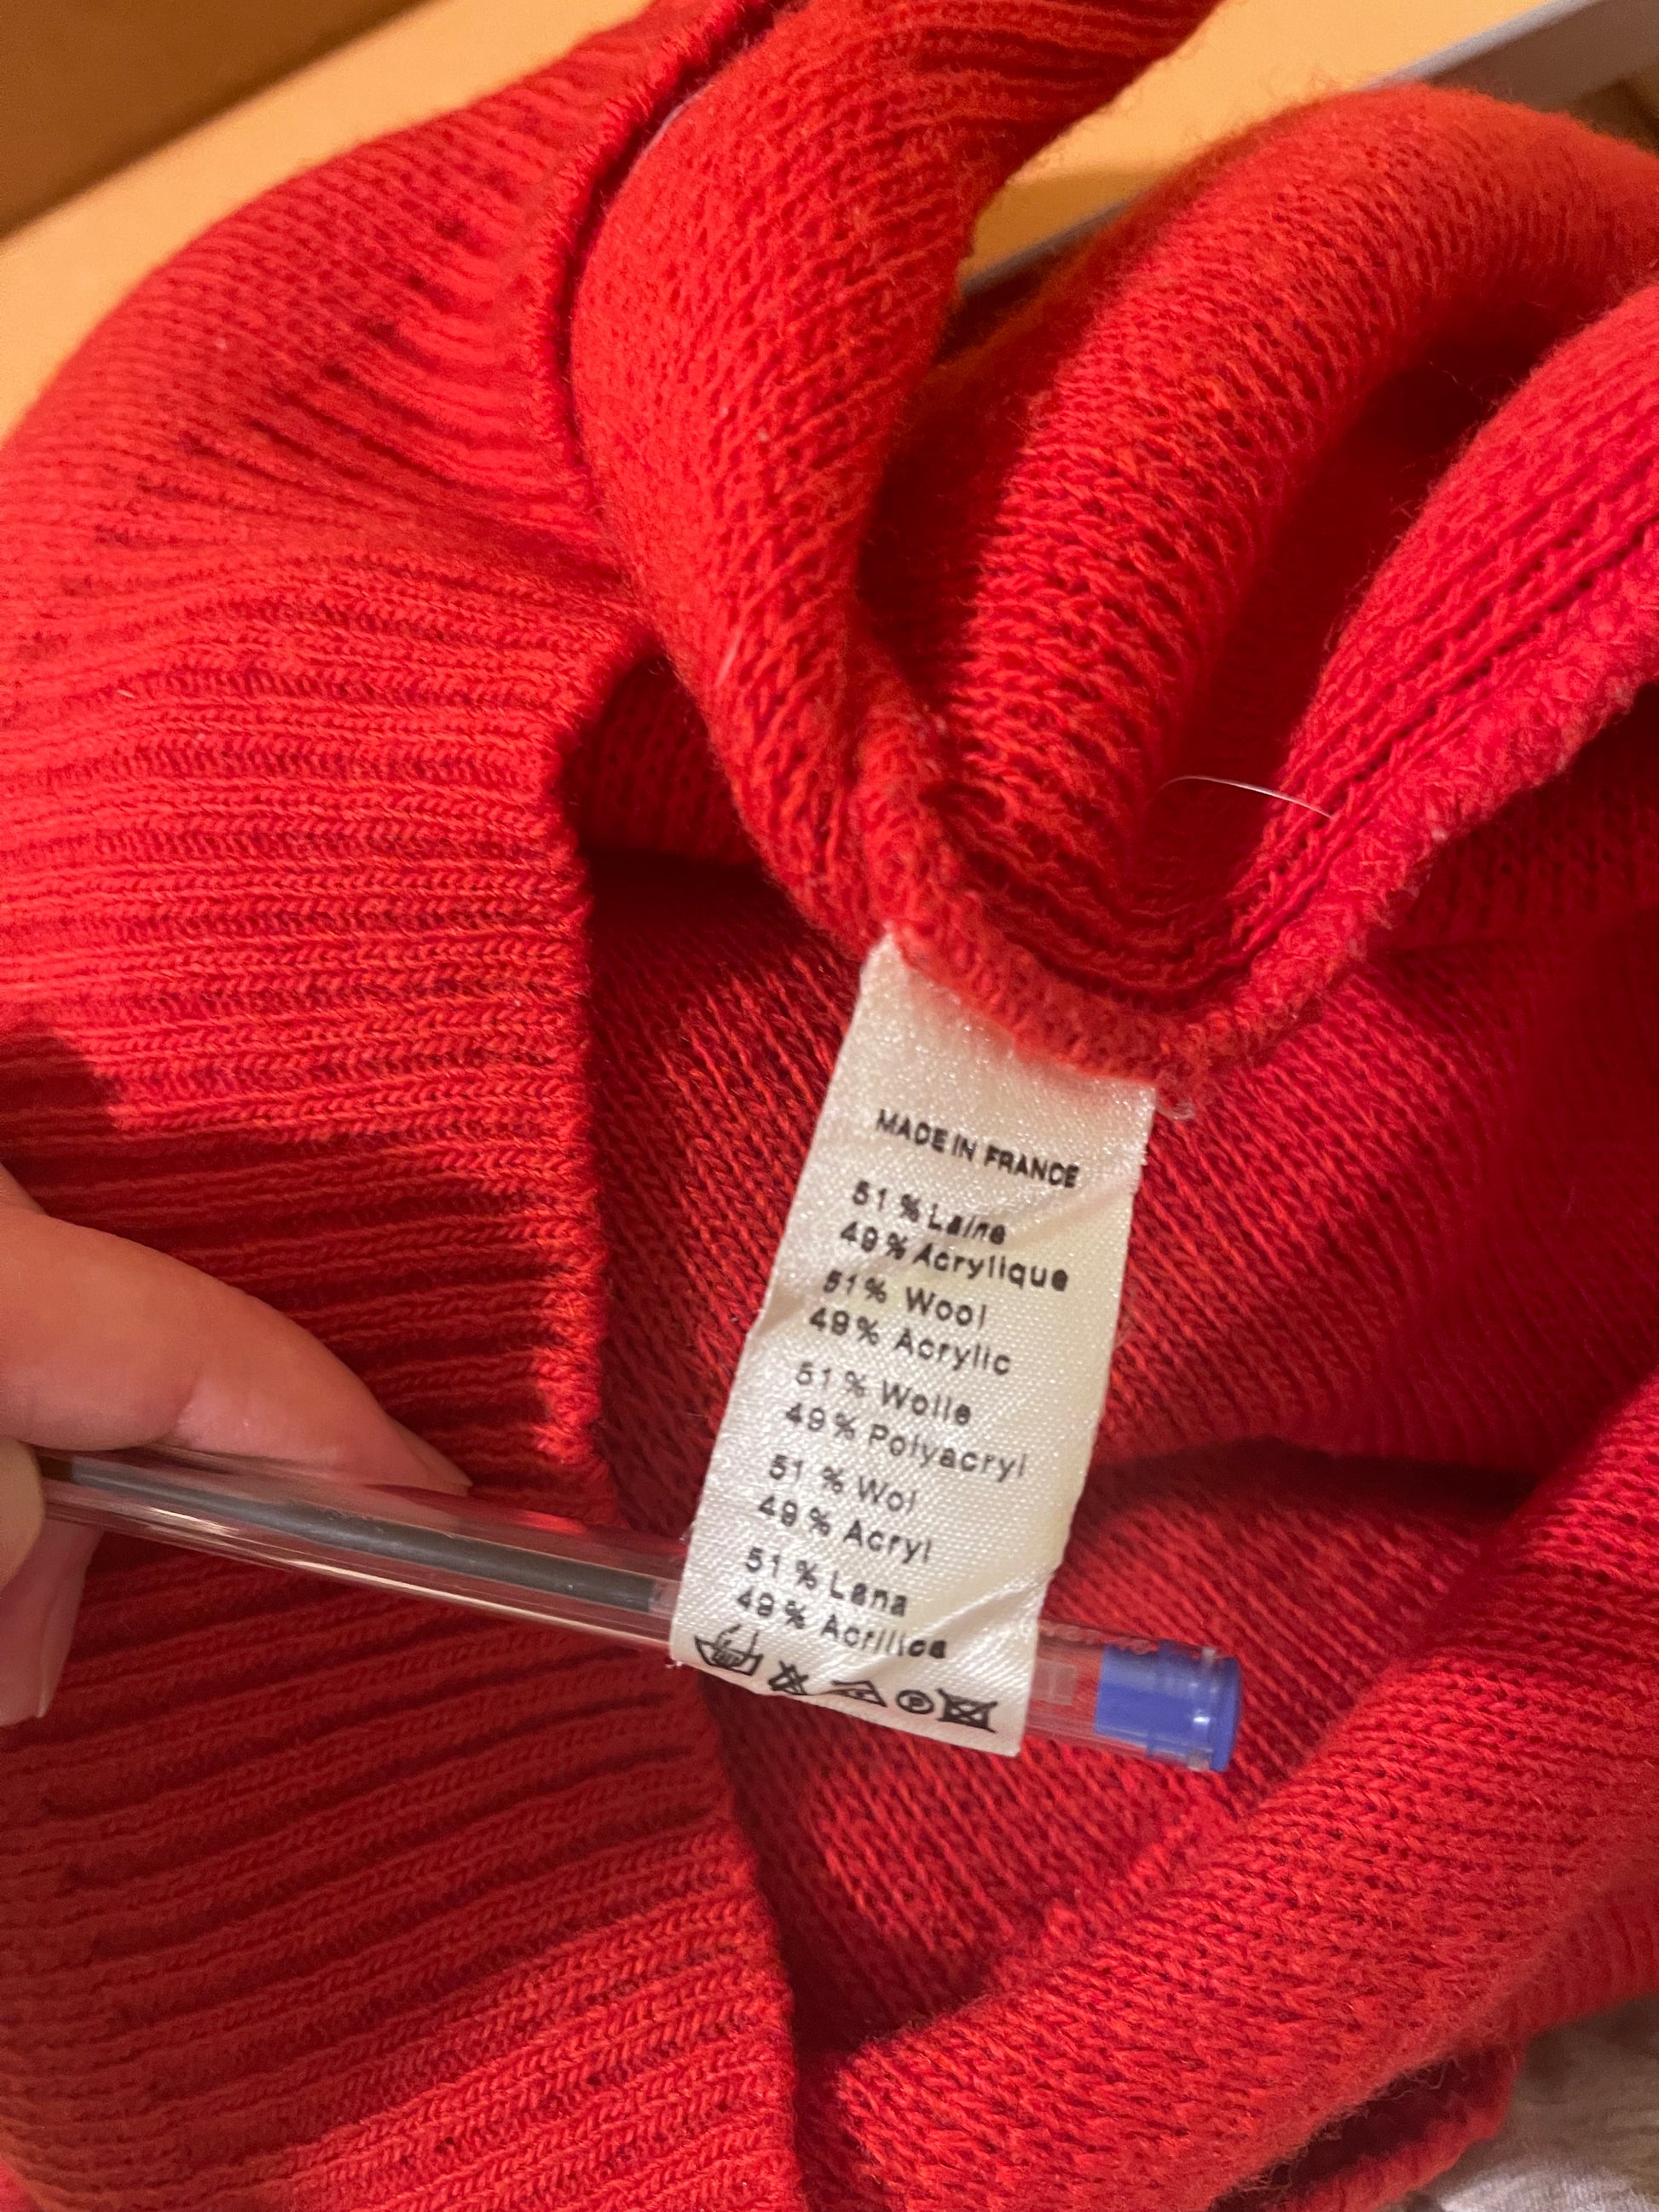 MADE IN FRANCE
51 % Laine
49 % Acrylique
51 % Wool
49 % Acrylic
51 % Wolle
49 % Polyacryl
51 % Wol
49 % Acryl
51 % Lana
49 % Acrilica
P